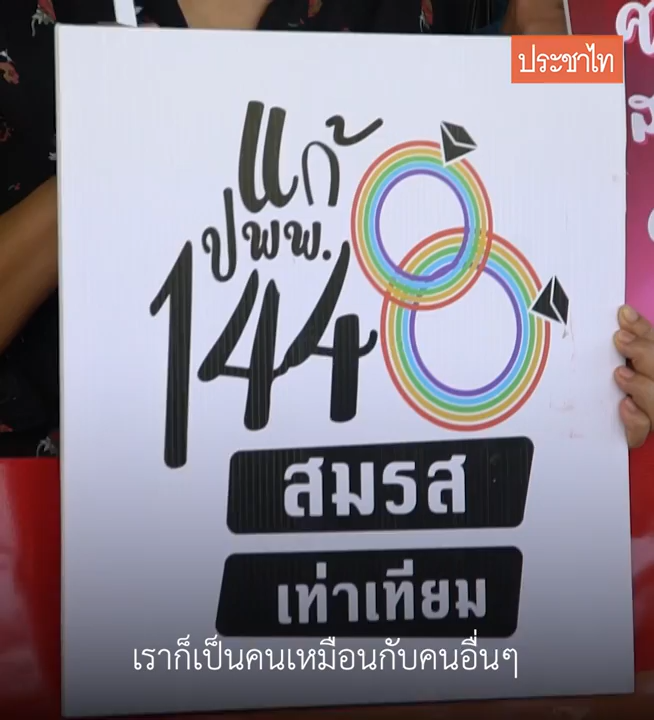 ประชาไท
แก้
ปพพ.
1448
สมรส
เท่าเทียม
เราก็เป็นคนเหมือนกับคนอื่นๆ